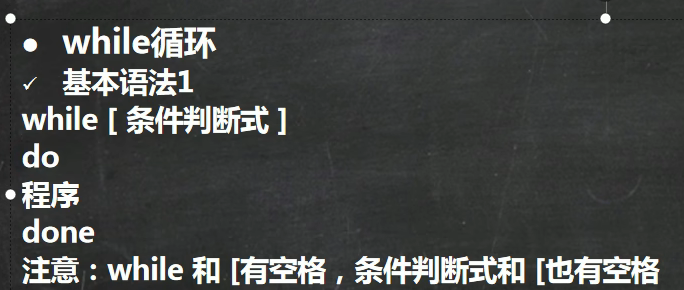 ● while循环
✓ 基本语法1
while [ 条件判断式 ]
do
程序
done
注意：while 和 [有空格，条件判断式和 [也有空格